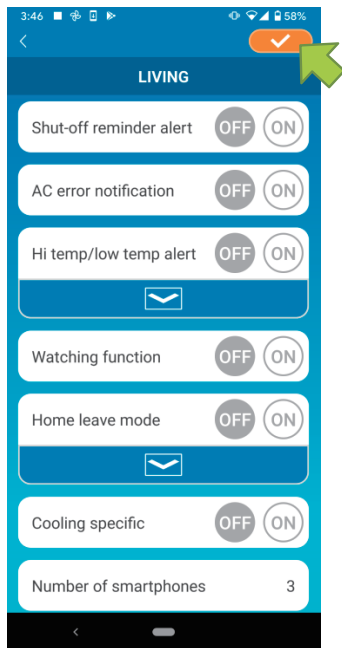 3:46 58%
LIVING
Shut-off reminder alert OFF ON
AC error notification OFF ON
Hi temp/low temp alert OFF ON
Watching function OFF ON
Home leave mode OFF ON
Cooling specific OFF ON
Number of smartphones 3